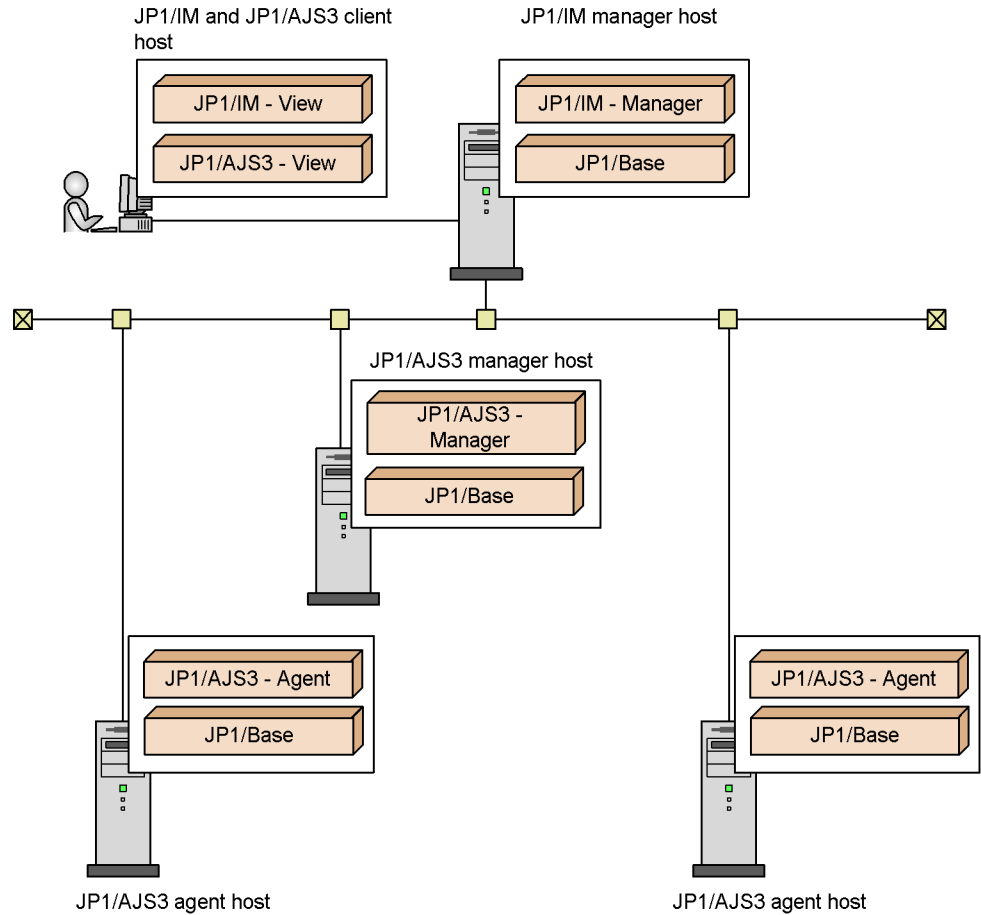 JP1/IM and JP1/AJS3 client
host
JP1/IM - View
JP1/AJS3 - View
JP1/IM manager host
JP1/IM - Manager
JP1/Base
JP1/AJS3 manager host
JP1/AJS3 -
Manager
JP1/Base
JP1/AJS3 - Agent
JP1/Base
JP1/AJS3 agent host
JP1/AJS3 - Agent
JP1/Base
JP1/AJS3 agent host